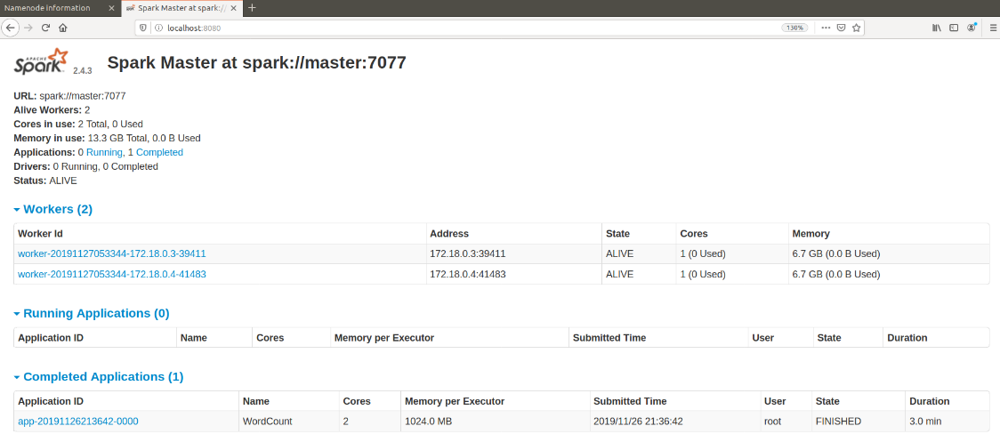 Namenode information
Spark Master at spark://
localhost:8080
130%
APACHE
Spark
2.4.3
Spark Master at spark://master:7077
URL: spark://master:7077
Alive Workers: 2
Cores in use: 2 Total, 0 Used
Memory in use: 13.3 GB Total, 0.0 B Used
Applications: 0 Running, 1 Completed
Drivers: 0 Running, 0 Completed
Status: ALIVE
Workers (2)
Worker Id Address State Cores Memory
worker-20191127053344-172.18.0.3-39411 172.18.0.3:39411 ALIVE 1 (0 Used) 6.7 GB (0.0 B Used)
worker-20191127053344-172.18.0.4-41483 172.18.0.4:41483 ALIVE 1 (0 Used) 6.7 GB (0.0 B Used)
Running Applications (0)
Application ID Name Cores Memory per Executor Submitted Time User State Duration
Completed Applications (1)
Application ID Name Cores Memory per Executor Submitted Time User State Duration
app-20191126213642-0000 WordCount 2 1024.0 MB 2019/11/26 21:36:42 root FINISHED 3.0 min